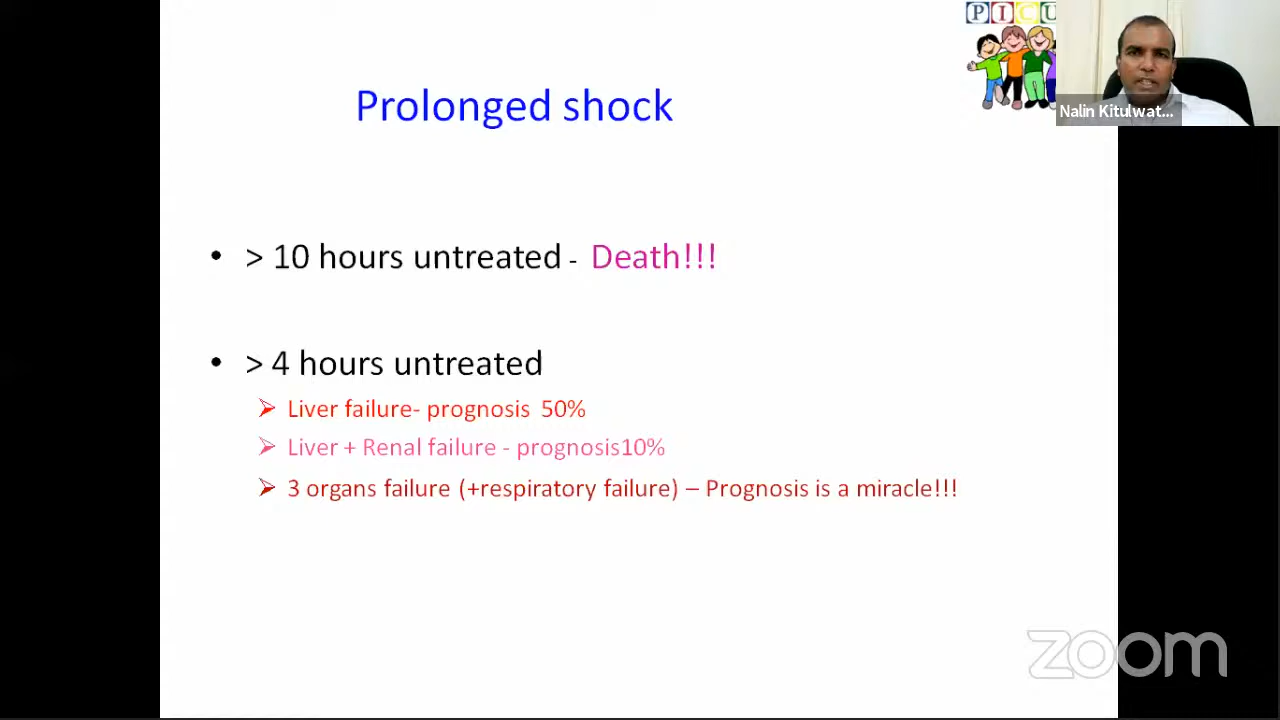 PICU
Prolonged shock
Nalin Kitulwat...
• > 10 hours untreated - Death!!!
• > 4 hours untreated
➢ Liver failure- prognosis 50%
➢ Liver + Renal failure - prognosis10%
➢ 3 organs failure (+respiratory failure) – Prognosis is a miracle!!!
zoom